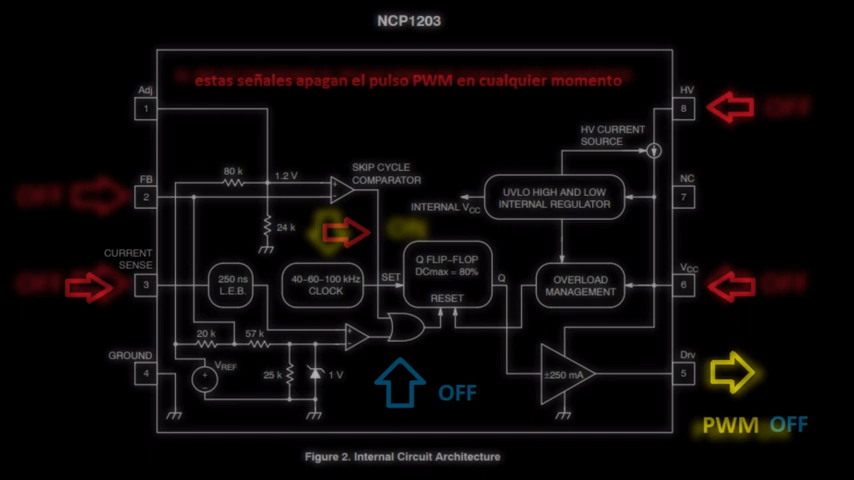 NCP1203
estas señales apagan el pulso PWM en cualquier momento
Adj
1
HV
8
OFF
HV CURRENT
SOURCE
SKIP CYCLE
COMPARATOR
80 k
1.2 V
FB
2
OFF
NC
7
UVLO HIGH AND LOW
INTERNAL REGULATOR
INTERNAL VCC
24 k
ON
CURRENT
SENSE
3
OFF
250 ns
L.E.B.
40-60-100 kHz
CLOCK
SET
Q FLIP-FLOP
DCmax = 80%
RESET
Q
OVERLOAD
MANAGEMENT
VCC
6
OFF
20 k
57 k
GROUND
4
VREF
25 k
1 V
±250 mA
Drv
5
OFF
PWM OFF
Figure 2. Internal Circuit Architecture